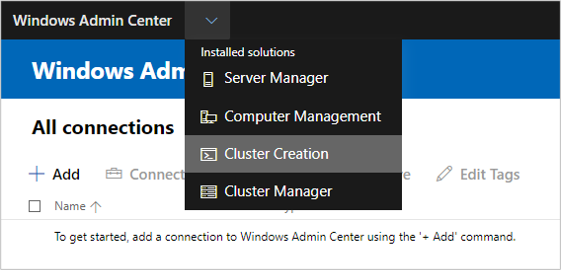 Windows Admin Center
Installed solutions
Windows Adm
Server Manager
Computer Management
All connections
Cluster Creation
Add
Connec
Edit Tags
Cluster Manager
Name
To get started, add a connection to Windows Admin Center using the '+ Add' command.